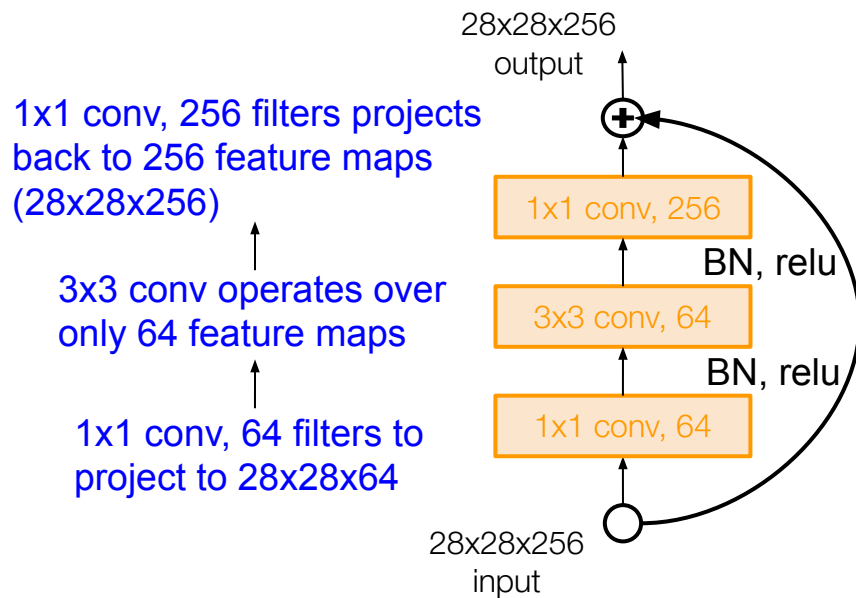 28x28x256
output
1x1 conv, 256 filters projects
back to 256 feature maps
(28x28x256)
3x3 conv operates over
only 64 feature maps
1x1 conv, 64 filters to
project to 28x28x64
1x1 conv, 256
BN, relu
3x3 conv, 64
BN, relu
1x1 conv, 64
28x28x256
input